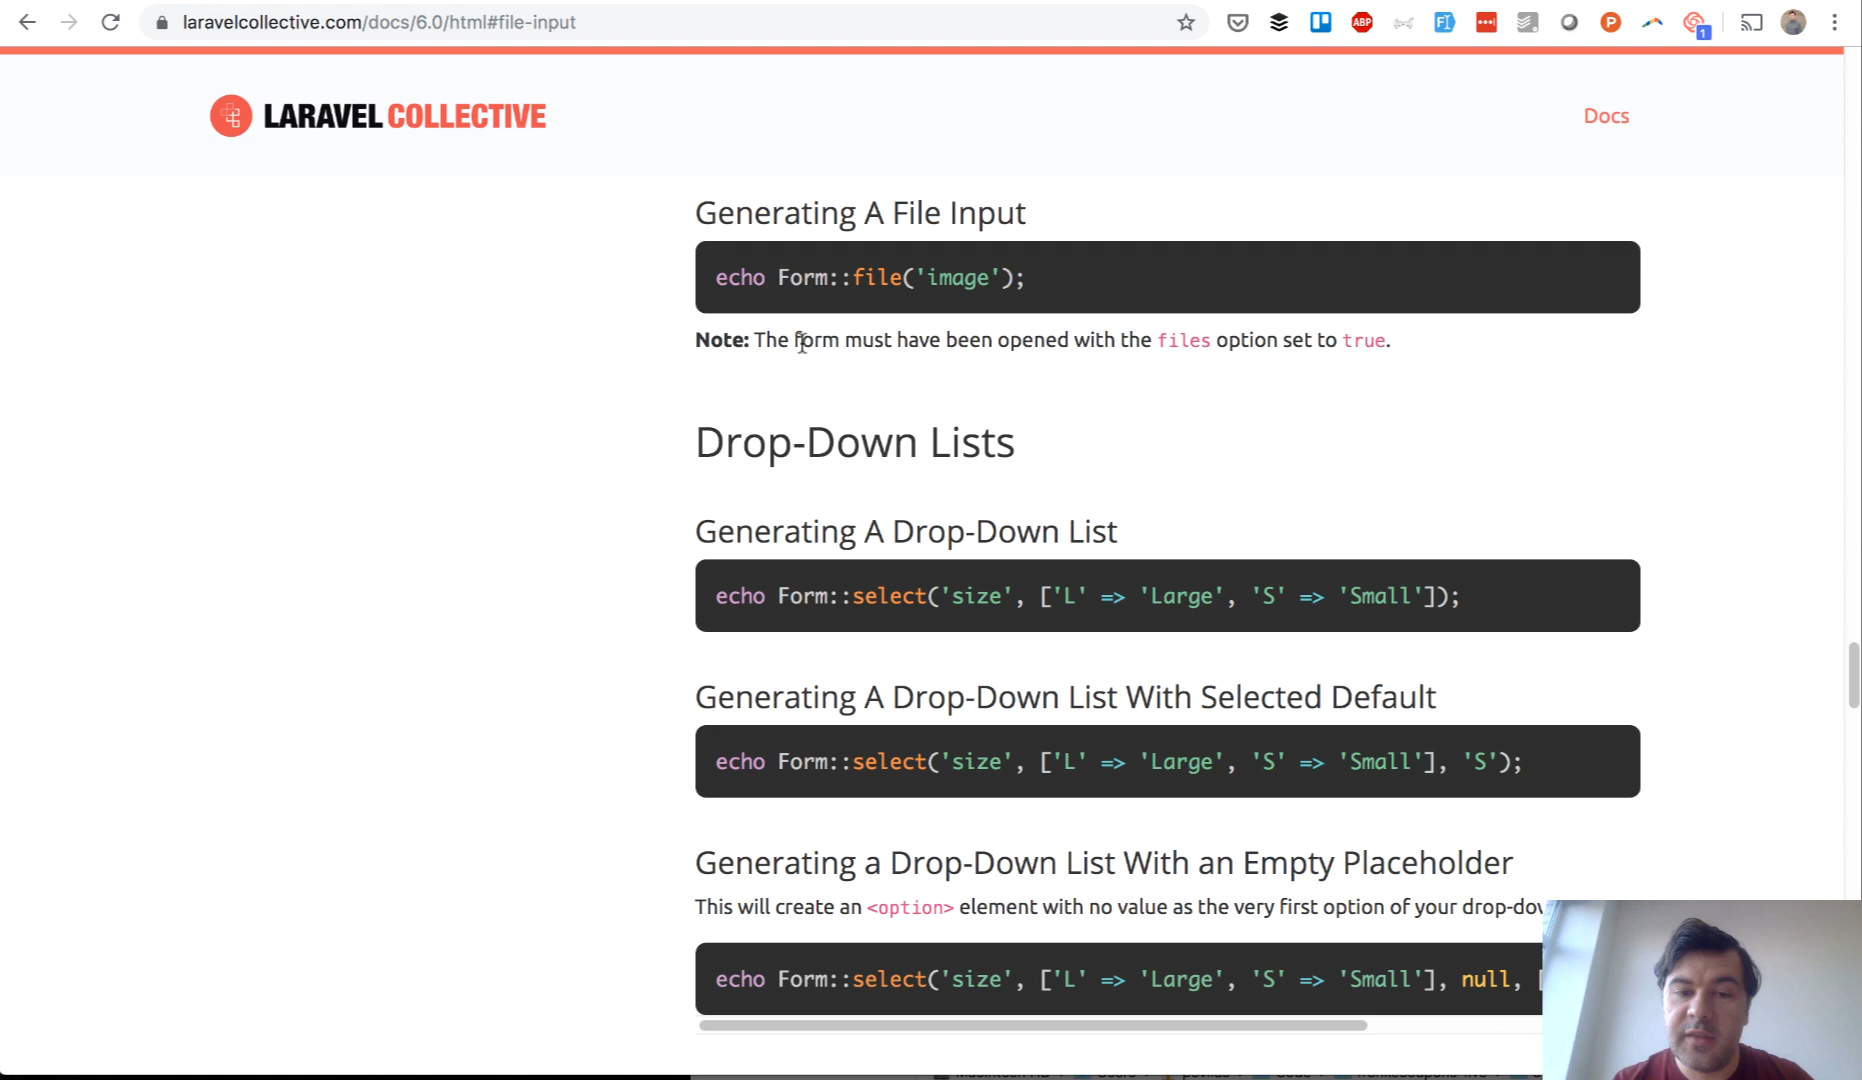 laravelcollective.com/docs/6.0/html#file-input
ABP
P
1
LARAVEL COLLECTIVE
Docs
Generating A File Input
echo Form::file('image');
Note: The form must have been opened with the files option set to true.
Drop-Down Lists
Generating A Drop-Down List
echo Form::select('size', ['L' => 'Large', 'S' => 'Small']);
Generating A Drop-Down List With Selected Default
echo Form::select('size', ['L' => 'Large', 'S' => 'Small'], 'S');
Generating a Drop-Down List With an Empty Placeholder
This will create an <option> element with no value as the very first option of your
echo Form::select('size', ['L' => 'Large', 'S' => 'Small'], null, [